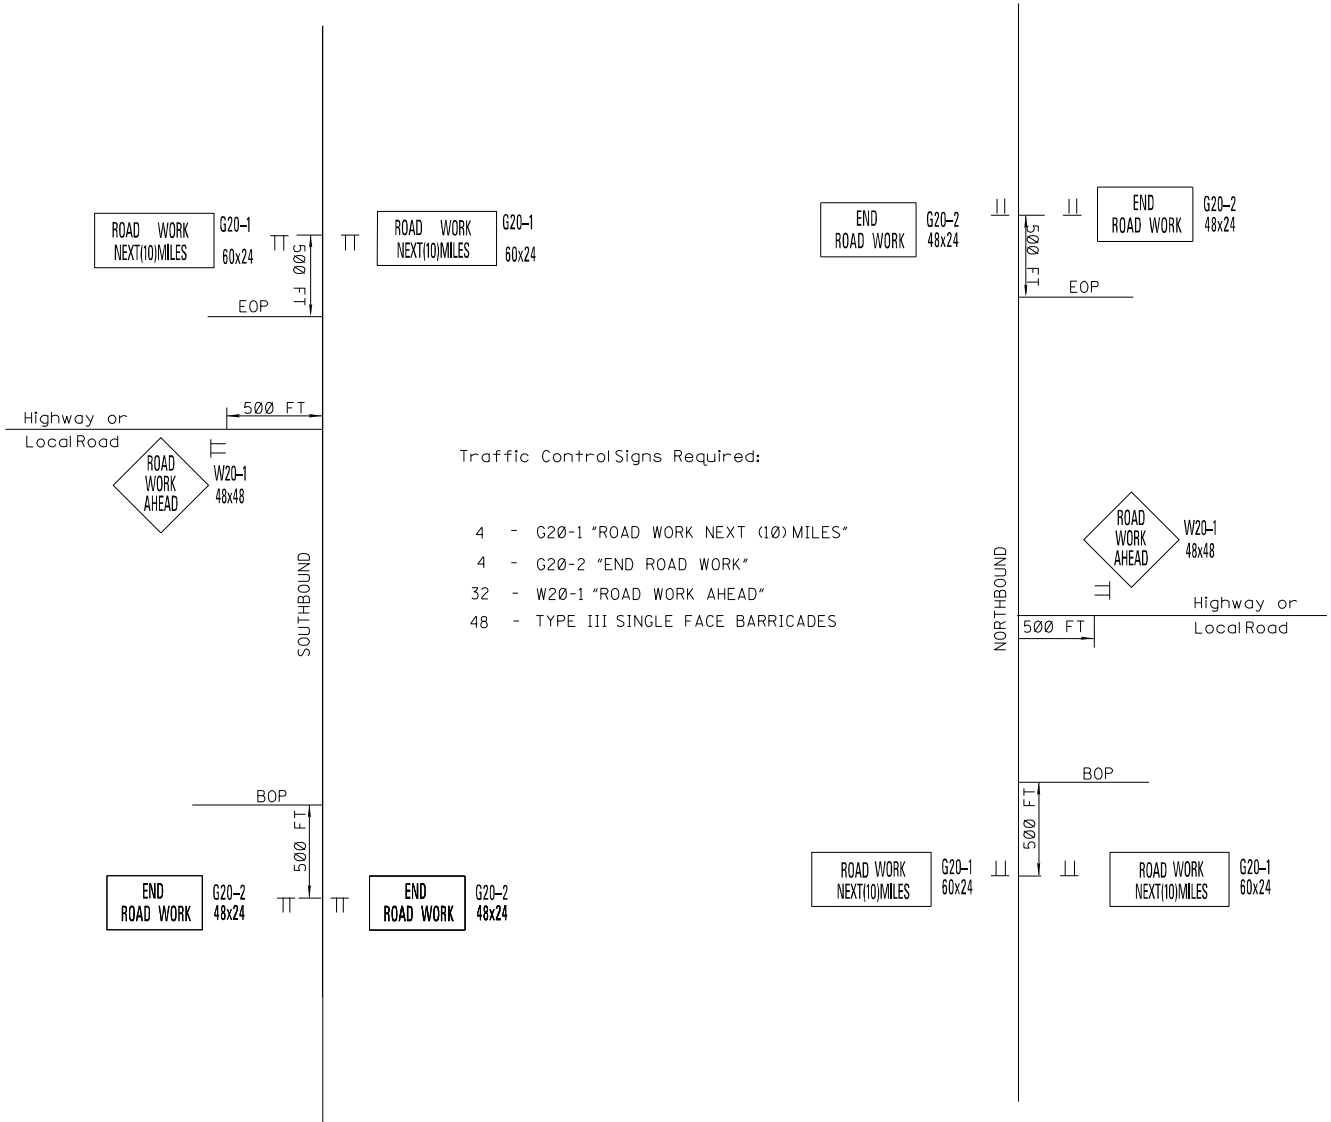 ROAD WORK
NEXT(10)MILES
G20-1
60x24
ROAD WORK
NEXT(10)MILES
G20-1
60x24
500 FT
EOP
500 FT
Highway or
Local Road
ROAD
WORK
AHEAD
W20-1
48x48
SOUTHBOUND
BOP
500 FT
END
ROAD WORK
G20-2
48x24
END
ROAD WORK
G20-2
48x24
Traffic Control Signs Required:
4 - G20-1 "ROAD WORK NEXT (10) MILES"
4 - G20-2 "END ROAD WORK"
32 - W20-1 "ROAD WORK AHEAD"
48 - TYPE III SINGLE FACE BARRICADES
END
ROAD WORK
G20-2
48x24
END
ROAD WORK
G20-2
48x24
500 FT
EOP
ROAD
WORK
AHEAD
W20-1
48x48
NORTHBOUND
Highway or
Local Road
500 FT
BOP
500 FT
ROAD WORK
NEXT(10)MILES
G20-1
60x24
ROAD WORK
NEXT(10)MILES
G20-1
60x24